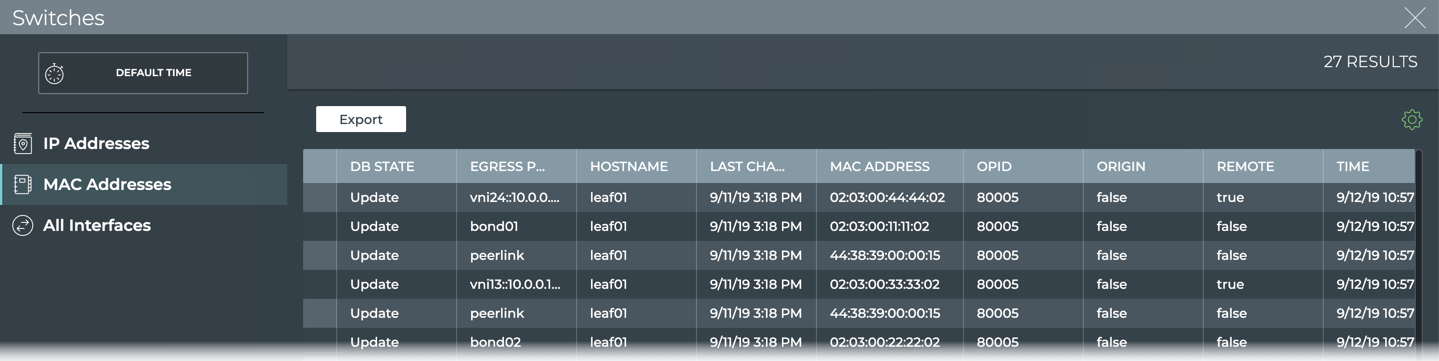 Switches
DEFAULT TIME
27 RESULTS
IP Addresses
MAC Addresses
All Interfaces
Export
DB STATE EGRESS P... HOSTNAME LAST CHA... MAC ADDRESS OPID ORIGIN REMOTE TIME
Update vni24::10.0.0.... leaf01 9/11/19 3:18 PM 02:03:00:44:44:02 80005 false true 9/12/19 10:57
Update bond01 leaf01 9/11/19 3:18 PM 02:03:00:11:11:02 80005 false false 9/12/19 10:57
Update peerlink leaf01 9/11/19 3:18 PM 44:38:39:00:00:15 80005 false false 9/12/19 10:57
Update vni13::10.0.0.1... leaf01 9/11/19 3:18 PM 02:03:00:33:33:02 80005 false true 9/12/19 10:57
Update peerlink leaf01 9/11/19 3:18 PM 44:38:39:00:00:15 80005 false false 9/12/19 10:57
Update bond02 leaf01 9/11/19 3:18 PM 02:03:00:22:22:02 80005 false false 9/12/19 10:57